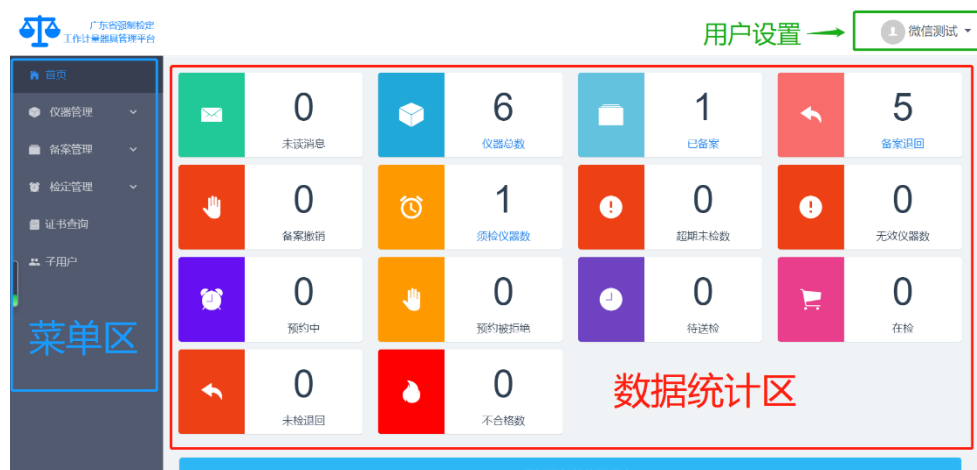 广东省强制检定
工作计量器具管理平台
用户设置
微信测试
首页
仪器管理
备案管理
检定管理
证书查询
子用户
菜单区
0
未读消息
6
仪器总数
1
已备案
5
备案退回
0
备案撤销
1
须检仪器数
0
超期未检数
0
无效仪器数
0
预约中
0
预约被拒绝
0
待送检
0
在检
0
未检退回
0
不合格数
数据统计区